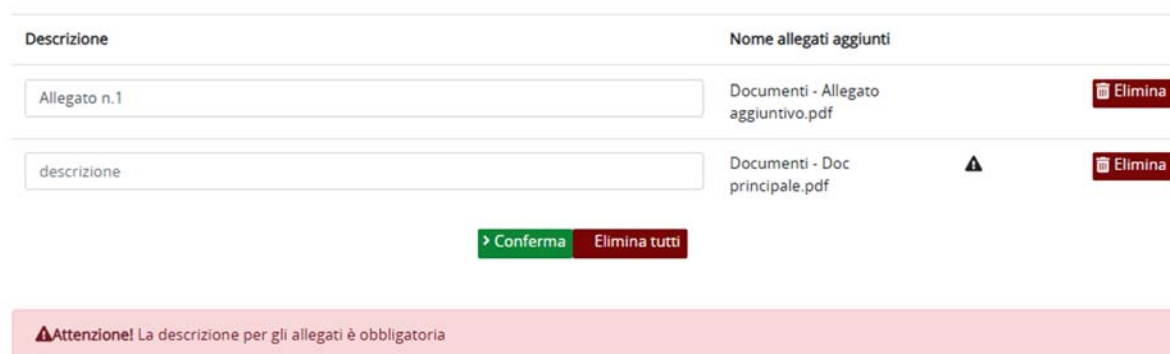 Descrizione Nome allegati aggiunti
Allegato n.1 Documenti - Allegato Elimina
aggiuntivo.pdf
descrizione Documenti - Doc Elimina
principale.pdf
Conferma Elimina tutti
Attenzione! La descrizione per gli allegati è obbligatoria